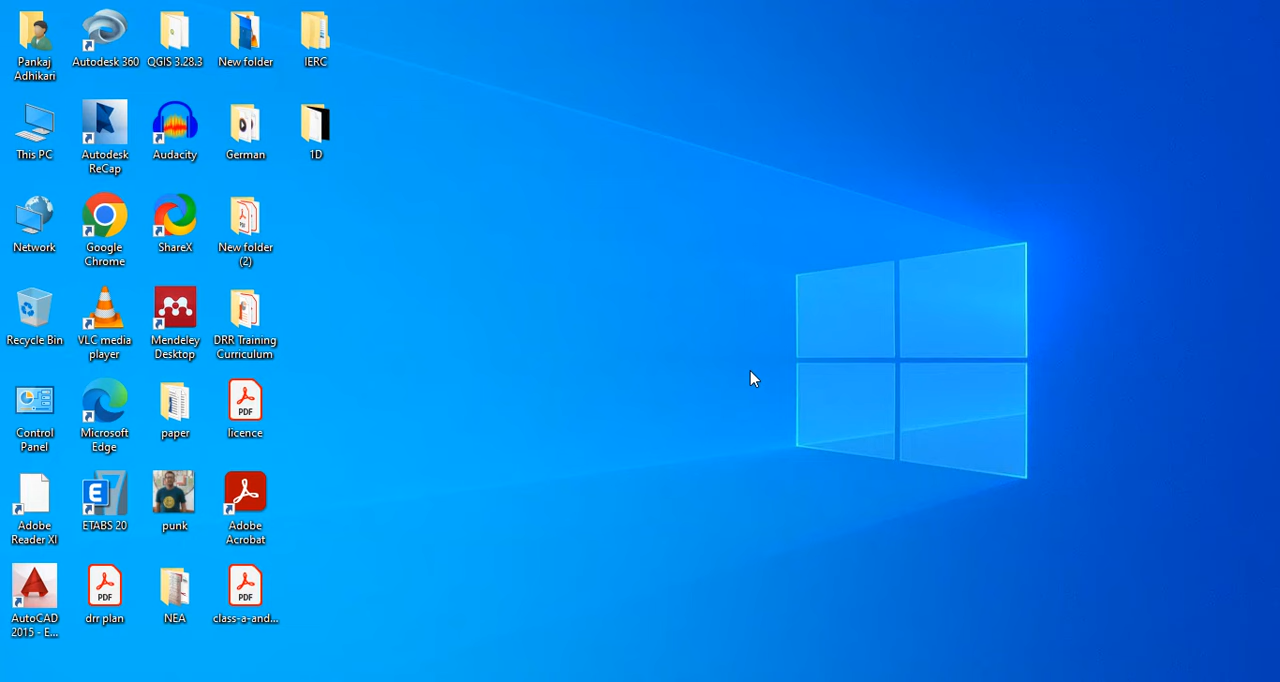 Pankaj
Adhikari
Autodesk 360
QGIS 3.28.3
New folder
IERC
This PC
Autodesk
ReCap
Audacity
German
1D
Network
Google
Chrome
ShareX
New folder
(2)
Recycle Bin
VLC media
player
Mendeley
Desktop
DRR Training
Curriculum
Control
Panel
Microsoft
Edge
paper
PDF
licence
Adobe
Reader XI
E
ETABS 20
punk
Adobe
Acrobat
AutoCAD
2015 - E...
PDF
drr plan
NEA
PDF
class-a-and...